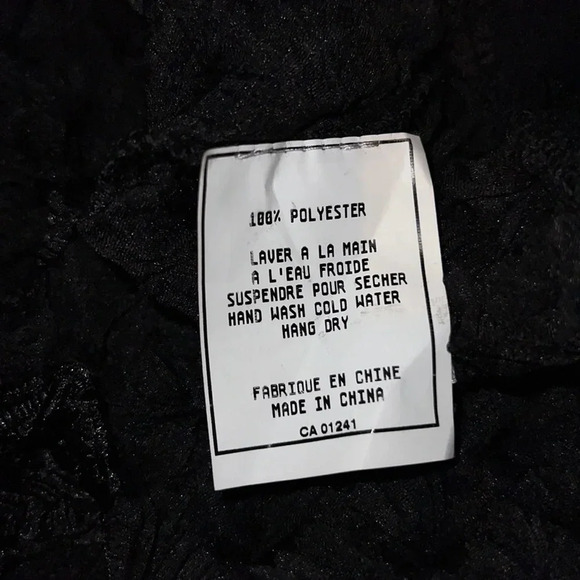 100% POLYESTER
LAVER A LA MAIN
A L'EAU FROIDE
SUSPENDRE POUR SECHER
HAND WASH COLD WATER
HANG DRY
FABRIQUE EN CHINE
MADE IN CHINA
CA 01241